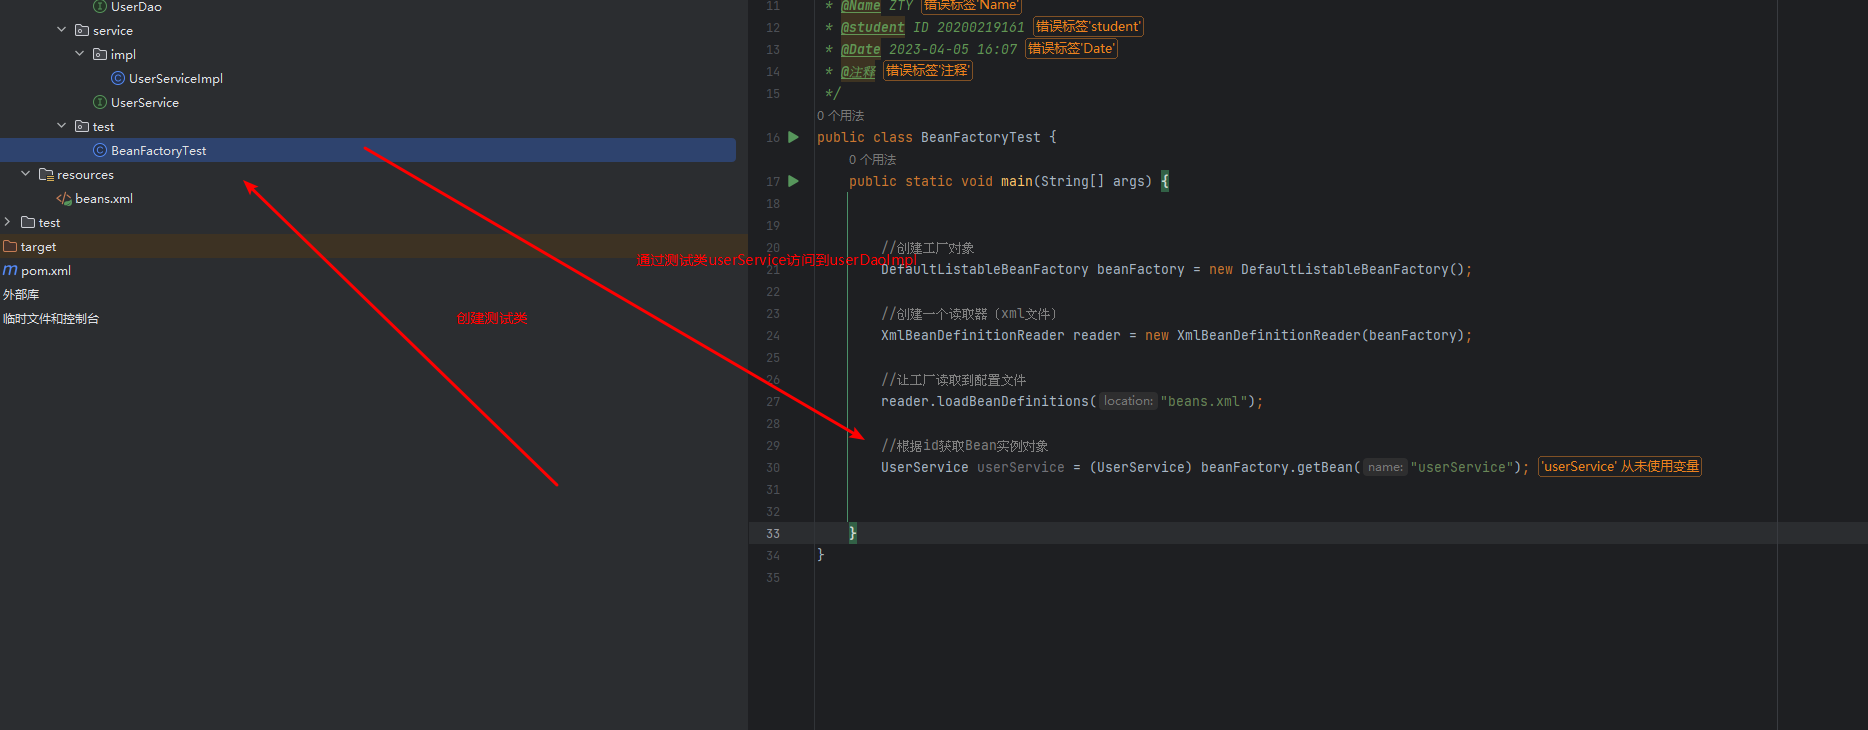 UserDao
service
impl
UserServiceImpl
UserService
test
BeanFactoryTest
resources
beans.xml
test
target
pom.xml
外部库
临时文件和控制台
创建测试类
通过测试类userService访问到userDaoImpl
11 * @Name ZTY 错误标签'Name'
12 * @student ID 20200219161 错误标签'student'
13 * @Date 2023-04-05 16:07 错误标签'Date'
14 * @注释 错误标签'注释'
15 */
0 个用法
16 public class BeanFactoryTest {
0 个用法
17 public static void main(String[] args) {
18
19
20 //创建工厂对象
21 DefaultListableBeanFactory beanFactory = new DefaultListableBeanFactory();
22
23 //创建一个读取器（xml文件）
24 XmlBeanDefinitionReader reader = new XmlBeanDefinitionReader(beanFactory);
25
26 //让工厂读取到配置文件
27 reader.loadBeanDefinitions( location: "beans.xml");
28
29 //根据id获取Bean实例对象
30 UserService userService = (UserService) beanFactory.getBean( name: "userService"); 'userService' 从未使用变量
31
32
33 }
34 }
35